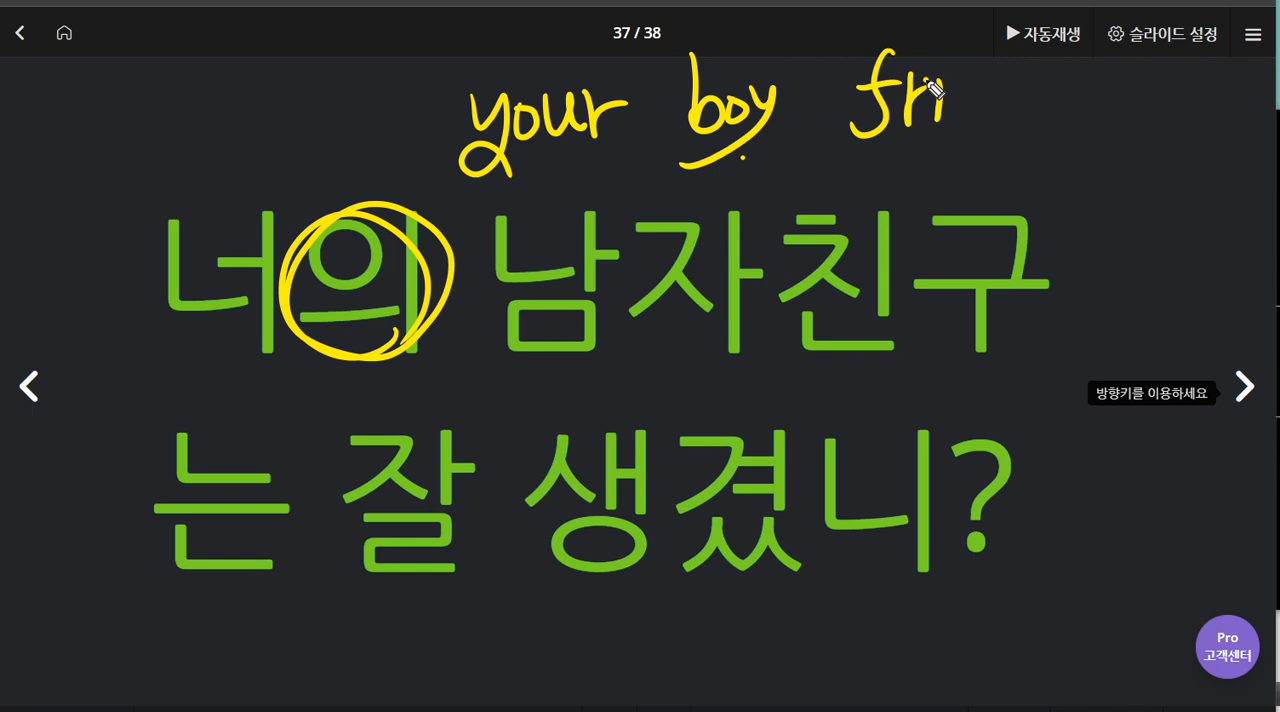 37 / 38
▶ 자동재생
슬라이드 설정
your boy fri
너의 남자친구
는 잘 생겼니?
방향키를 이용하세요
Pro
고객센터